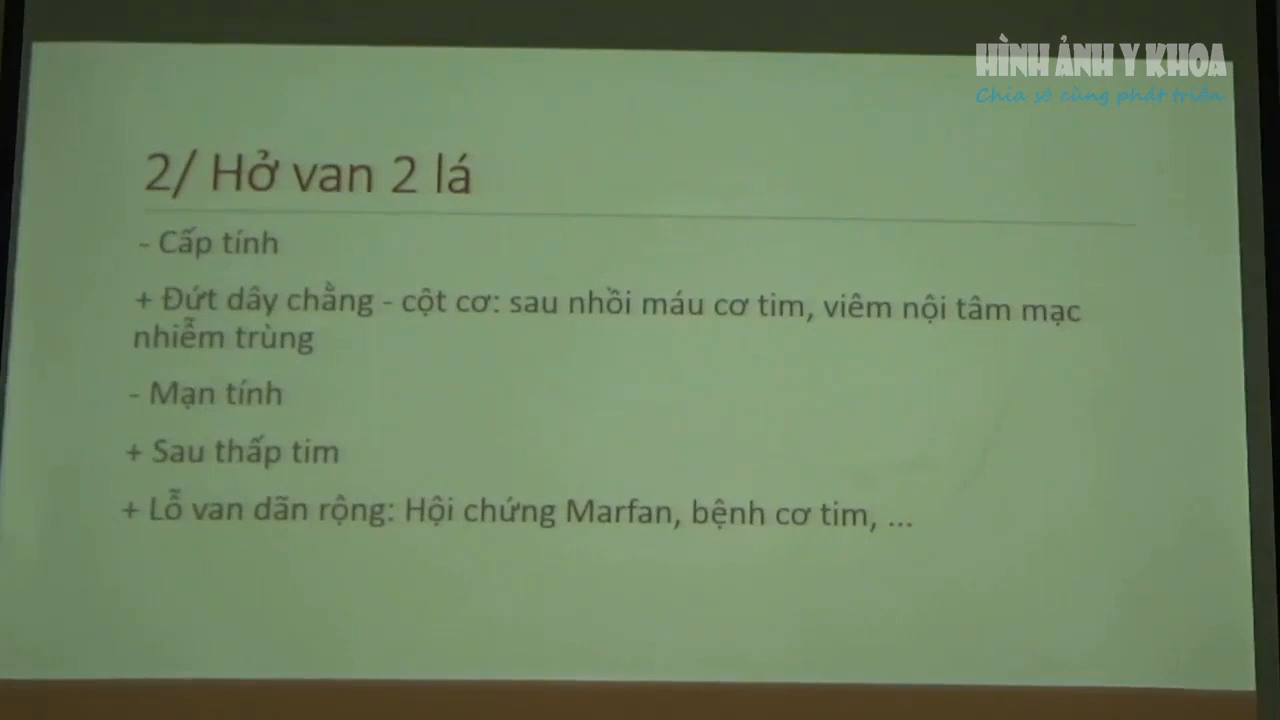 HÌNH ẢNH Y KHOA
Chia sẻ cùng phát triển
2/ Hở van 2 lá
- Cấp tính
+ Đứt dây chằng - cột cơ: sau nhồi máu cơ tim, viêm nội tâm mạc
nhiễm trùng
- Mạn tính
+ Sau thấp tim
+ Lỗ van dãn rộng: Hội chứng Marfan, bệnh cơ tim, ...